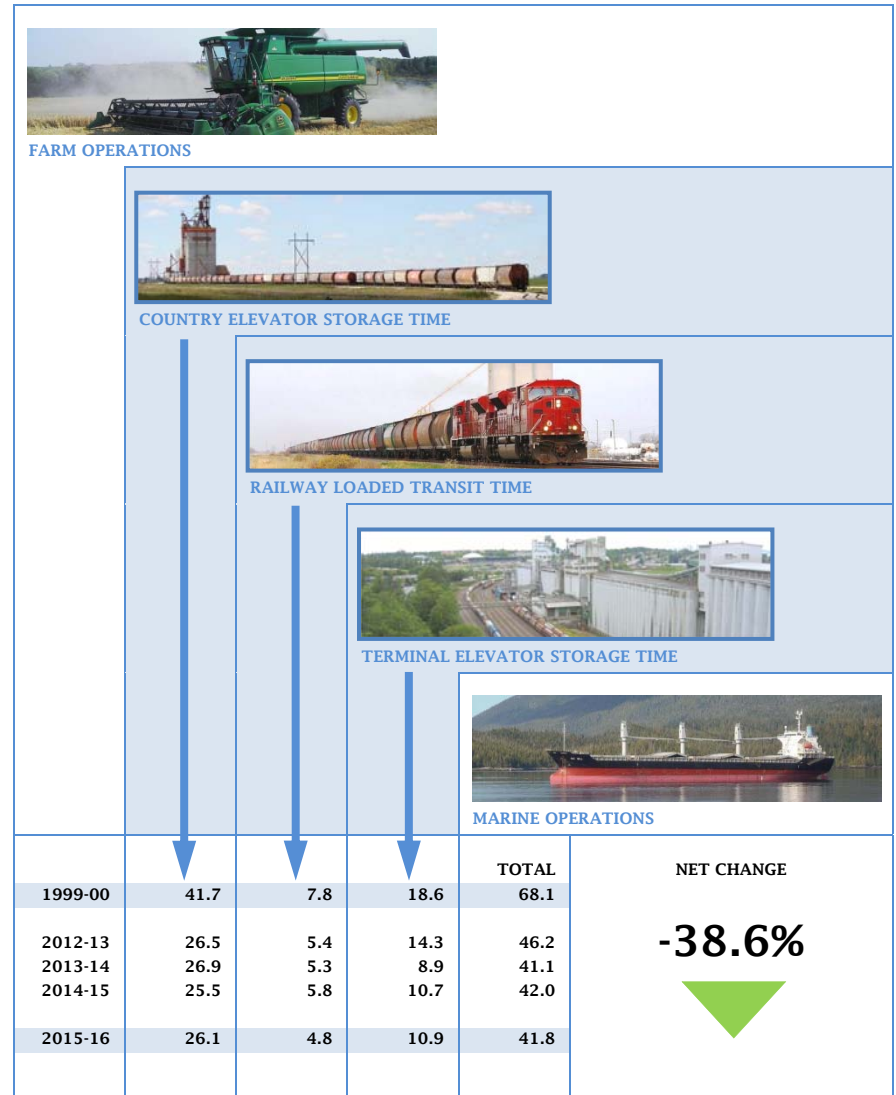 FARM OPERATIONS
COUNTRY ELEVATOR STORAGE TIME
RAILWAY LOADED TRANSIT TIME
TERMINAL ELEVATOR STORAGE TIME
MARINE OPERATIONS
TOTAL NET CHANGE
1999-00 41.7 7.8 18.6 68.1
2012-13 26.5 5.4 14.3 46.2
-38.6%
2013-14 26.9 5.3 8.9 41.1
2014-15 25.5 5.8 10.7 42.0
2015-16 26.1 4.8 10.9 41.8